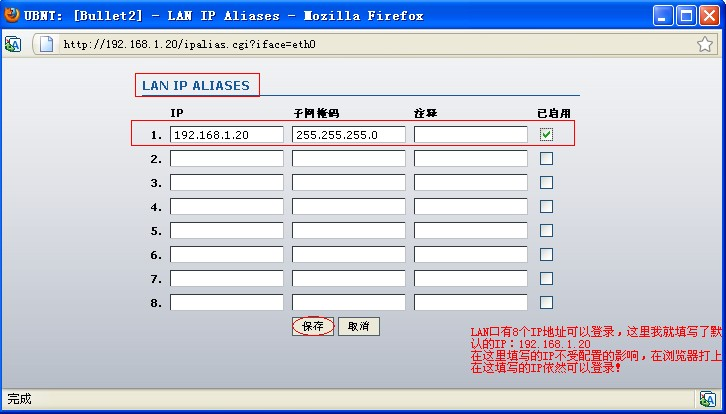 UBNT: [Bullet2] - LAN IP Aliases - Mozilla Firefox
http://192.168.1.20/ipalias.cgi?iface=eth0
LAN IP ALIASES
IP 子网掩码 注释 已启用
1. 192.168.1.20 255.255.255.0
2.
3.
4.
5.
6.
7.
8.
保存 取消
LAN口有8个IP地址可以登录，这里我就填写了默
认的IP：192.168.1.20
在这里填写的IP不受配置的影响，在浏览器打上
在这填写的IP依然可以登录!
完成